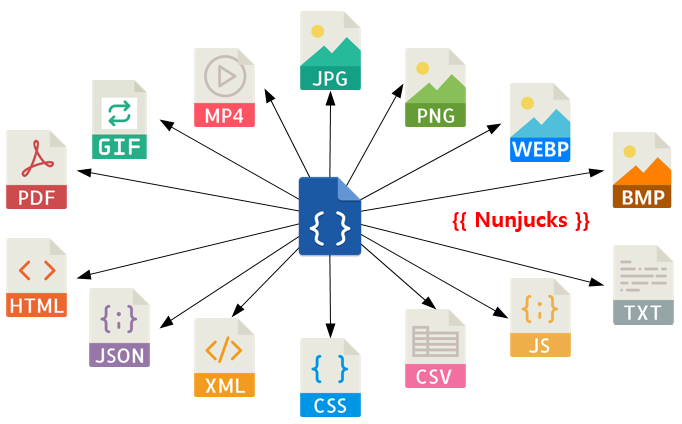 JPG
MP4
PNG
GIF
WEBP
PDF
BMP
{ }
{{ Nunjucks }}
HTML
{;}
JSON
TXT
{;}
JS
</>
XML
{ }
CSS
CSV